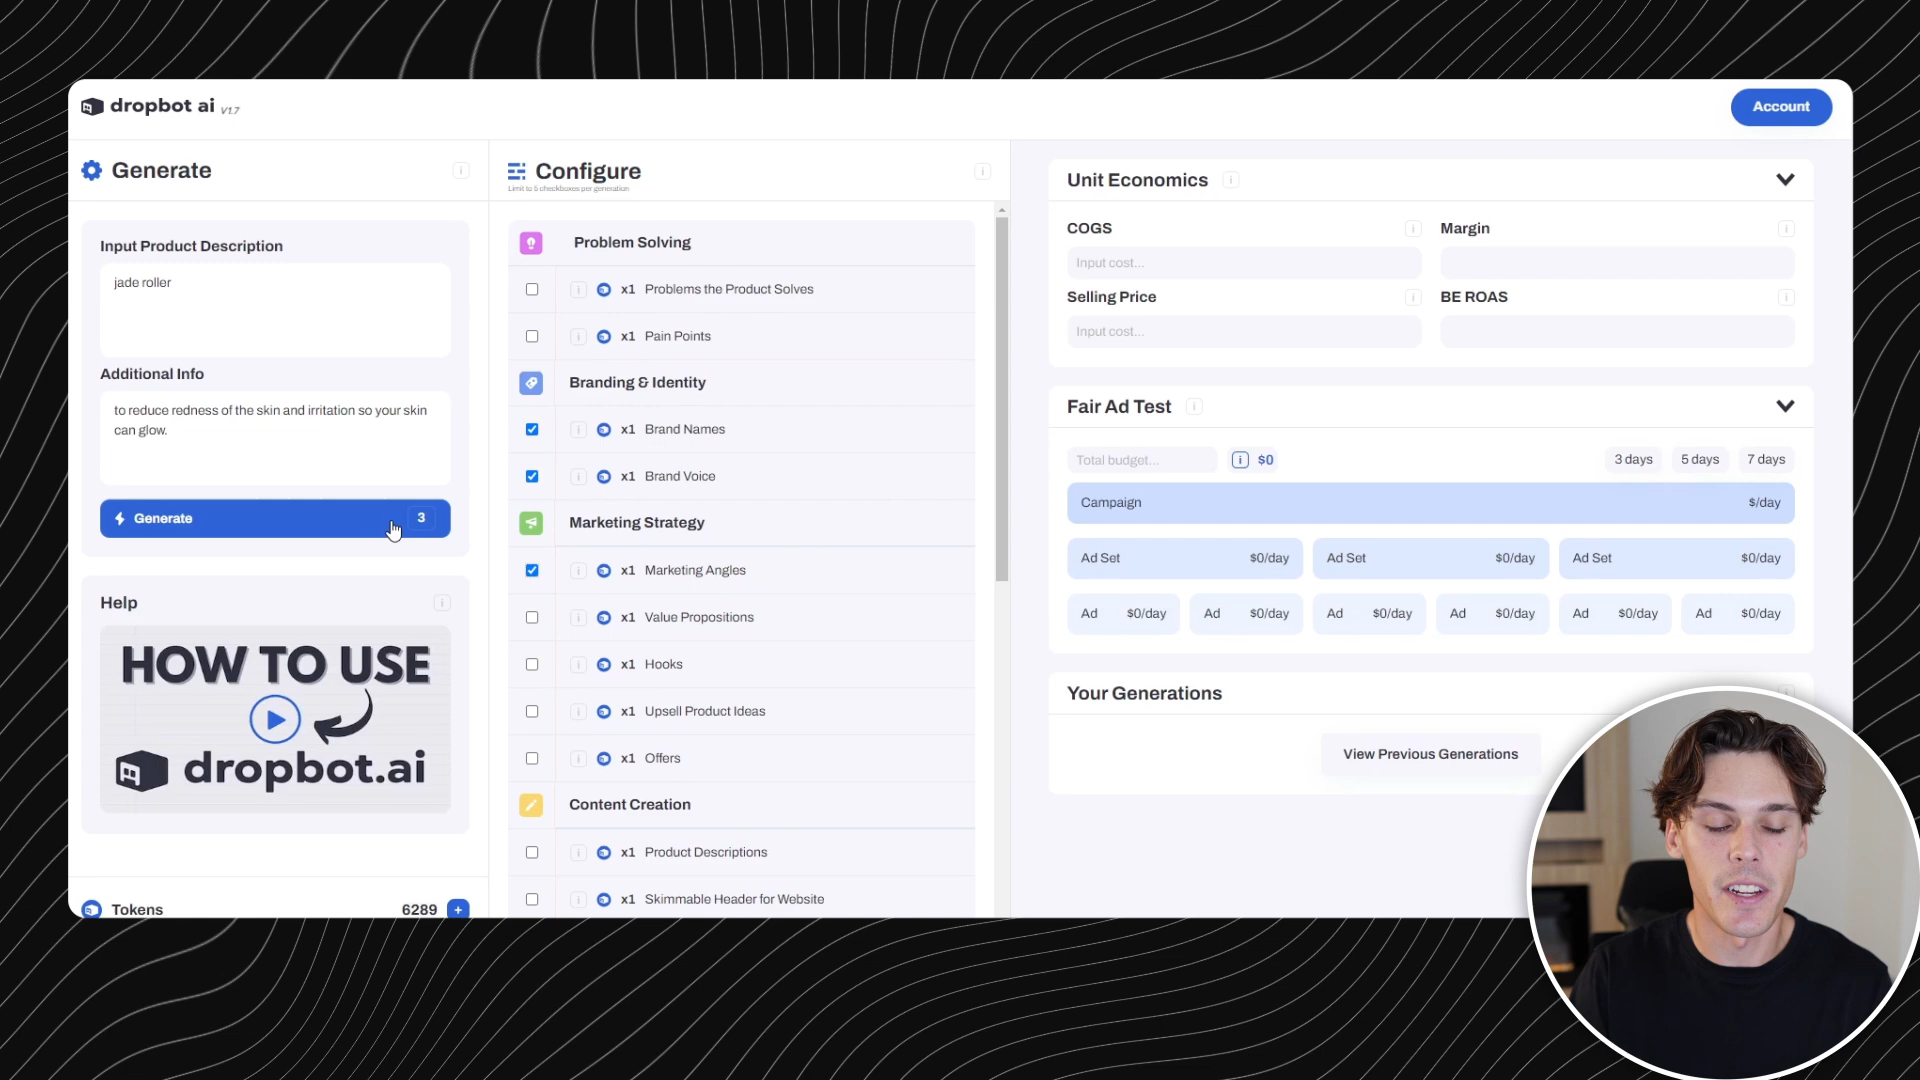 dropbot ai V1.7
Account
Generate
Configure
Limit to 5 checkboxes per generation
Input Product Description
jade roller
Additional Info
to reduce redness of the skin and irritation so your skin
can glow.
Generate 3
Help
HOW TO USE
dropbot.ai
Tokens 6289 +
Problem Solving
x1 Problems the Product Solves
x1 Pain Points
Branding & Identity
x1 Brand Names
x1 Brand Voice
Marketing Strategy
x1 Marketing Angles
x1 Value Propositions
x1 Hooks
x1 Upsell Product Ideas
x1 Offers
Content Creation
x1 Product Descriptions
x1 Skimmable Header for Website
Unit Economics
COGS Margin
Input cost...
Selling Price BE ROAS
Input cost...
Fair Ad Test
Total budget... $0 3 days 5 days 7 days
Campaign $/day
Ad Set $0/day Ad Set $0/day Ad Set $0/day
Ad $0/day Ad $0/day Ad $0/day Ad $0/day Ad $0/day Ad $0/day
Your Generations
View Previous Generations